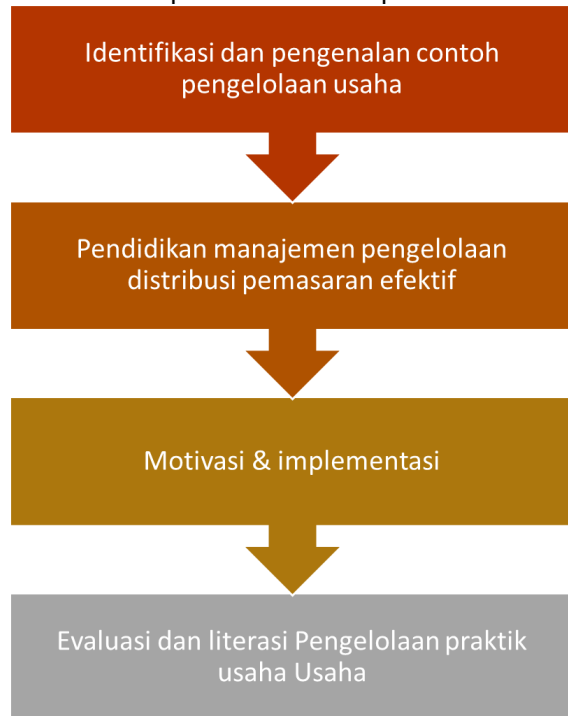 Identifikasi dan pengenalan contoh
pengelolaan usaha
Pendidikan manajemen pengelolaan
distribusi pemasaran efektif
Motivasi & implementasi
Evaluasi dan literasi Pengelolaan praktik
usaha Usaha